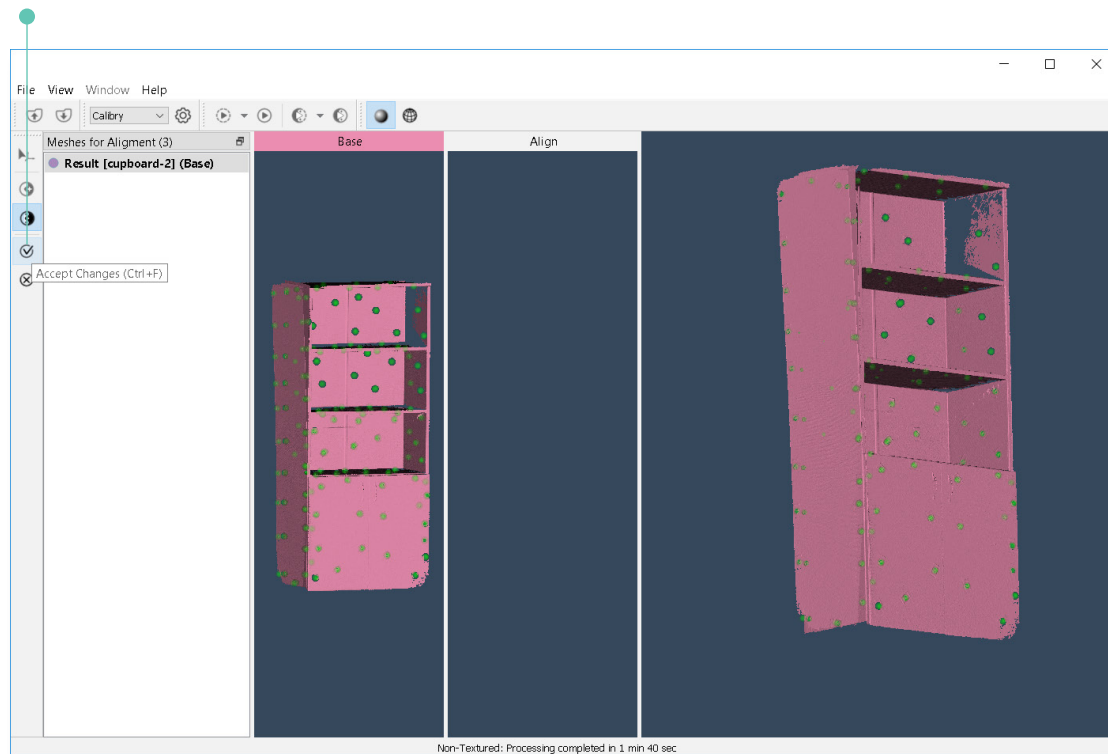 File View Window Help
Calibry
Meshes for Aligment (3)
Base
Align
Result [cupboard-2] (Base)
Accept Changes (Ctrl+F)
Non-Textured: Processing completed in 1 min 40 sec